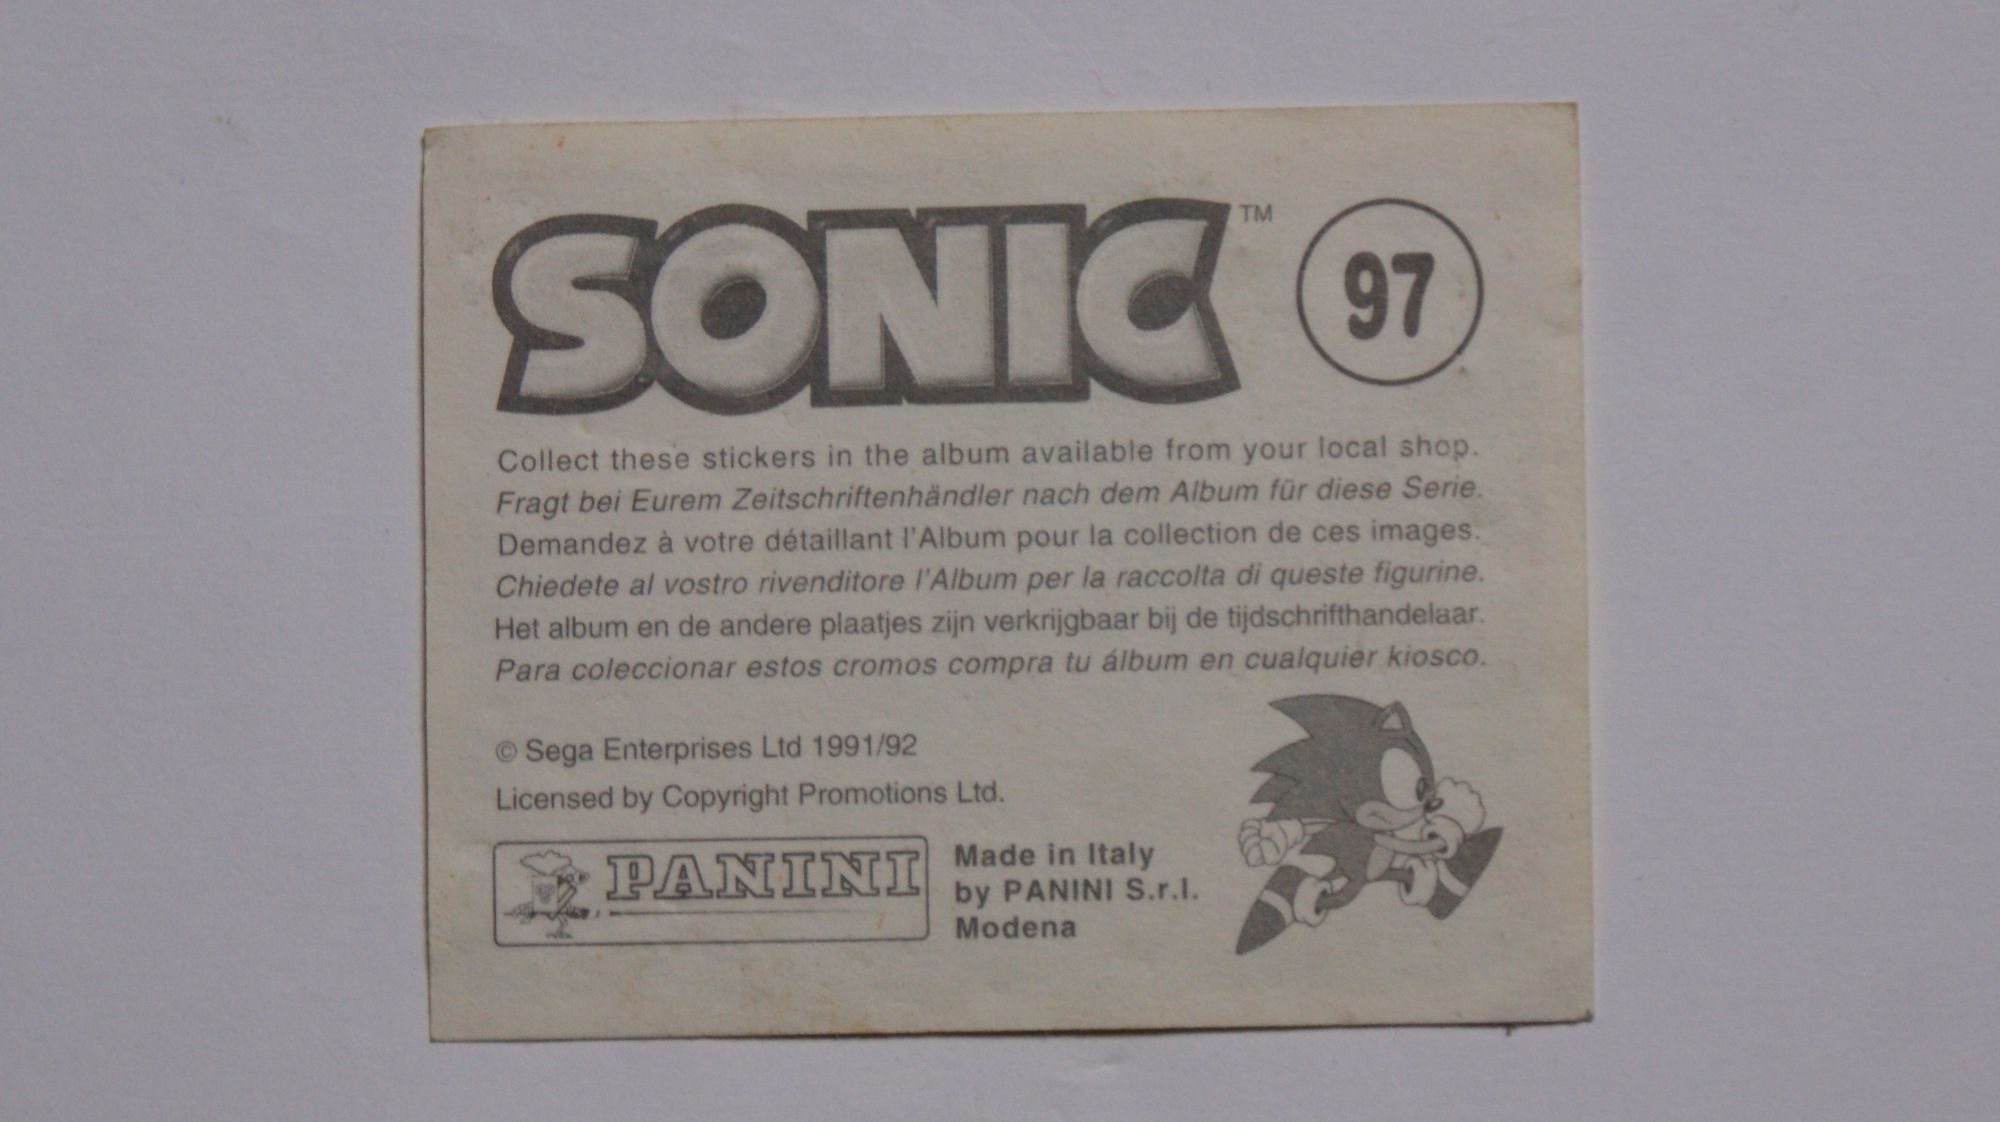 SONIC™
97
Collect these stickers in the album available from your local shop.
Fragt bei Eurem Zeitschriftenhändler nach dem Album für diese Serie.
Demandez à votre détaillant l'Album pour la collection de ces images.
Chiedete al vostro rivenditore l'Album per la raccolta di queste figurine.
Het album en de andere plaatjes zijn verkrijgbaar bij de tijdschrifthandelaar.
Para coleccionar estos cromos compra tu álbum en cualquier kiosco.
© Sega Enterprises Ltd 1991/92
Licensed by Copyright Promotions Ltd.
PANINI
Made in Italy
by PANINI S.r.l.
Modena